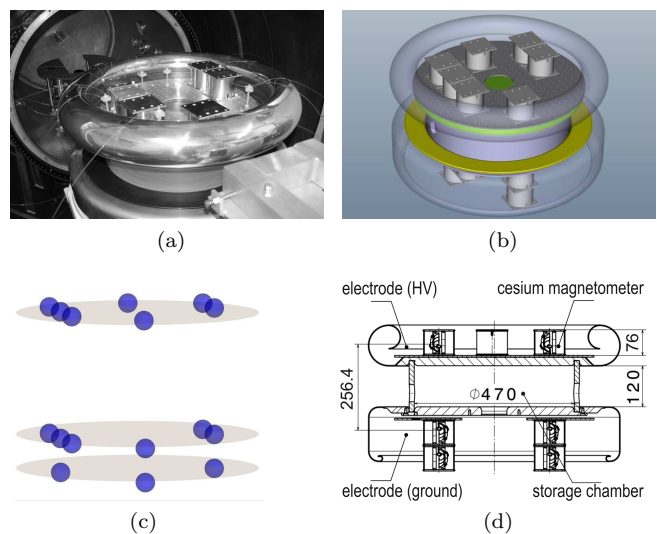 (a)
(b)
electrode (HV)
cesium magnetometer
76
120
256.4
Φ470
electrode (ground)
storage chamber
(c)
(d)